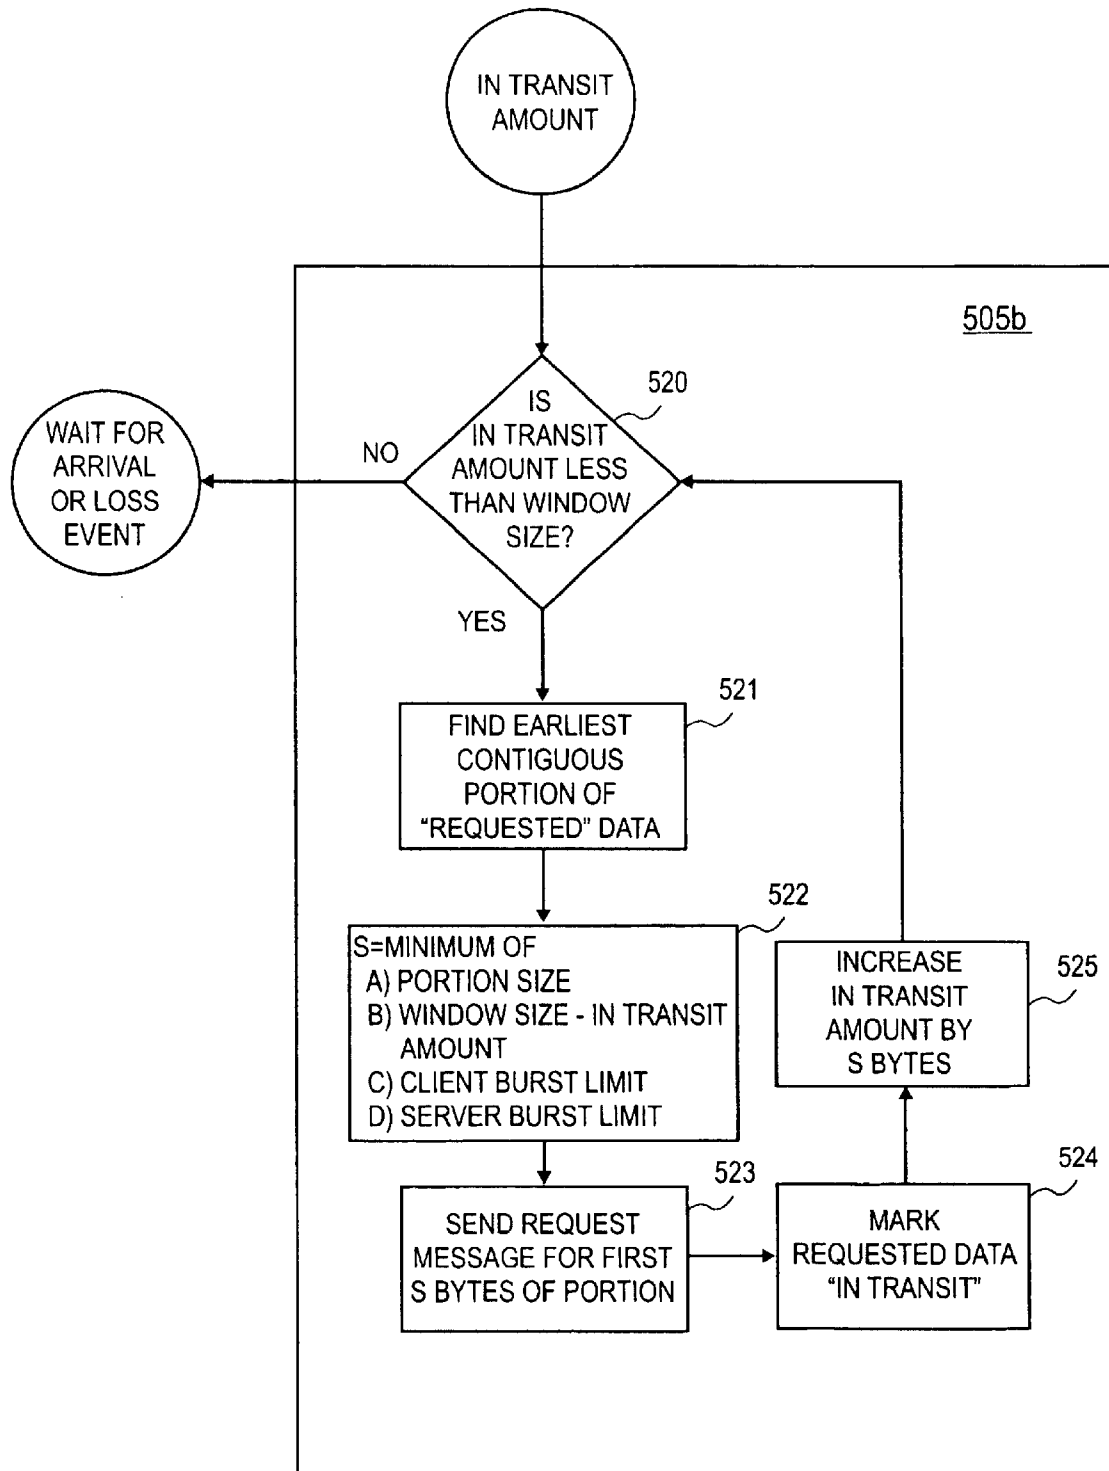 IN TRANSIT
AMOUNT
505b
520
IS
IN TRANSIT
AMOUNT LESS
THAN WINDOW
SIZE?
NO
WAIT FOR
ARRIVAL
OR LOSS
EVENT
YES
521
FIND EARLIEST
CONTIGUOUS
PORTION OF
“REQUESTED” DATA
522
S=MINIMUM OF
A) PORTION SIZE
B) WINDOW SIZE - IN TRANSIT
AMOUNT
C) CLIENT BURST LIMIT
D) SERVER BURST LIMIT
523
SEND REQUEST
MESSAGE FOR FIRST
S BYTES OF PORTION
524
MARK
REQUESTED DATA
“IN TRANSIT”
525
INCREASE
IN TRANSIT
AMOUNT BY
S BYTES